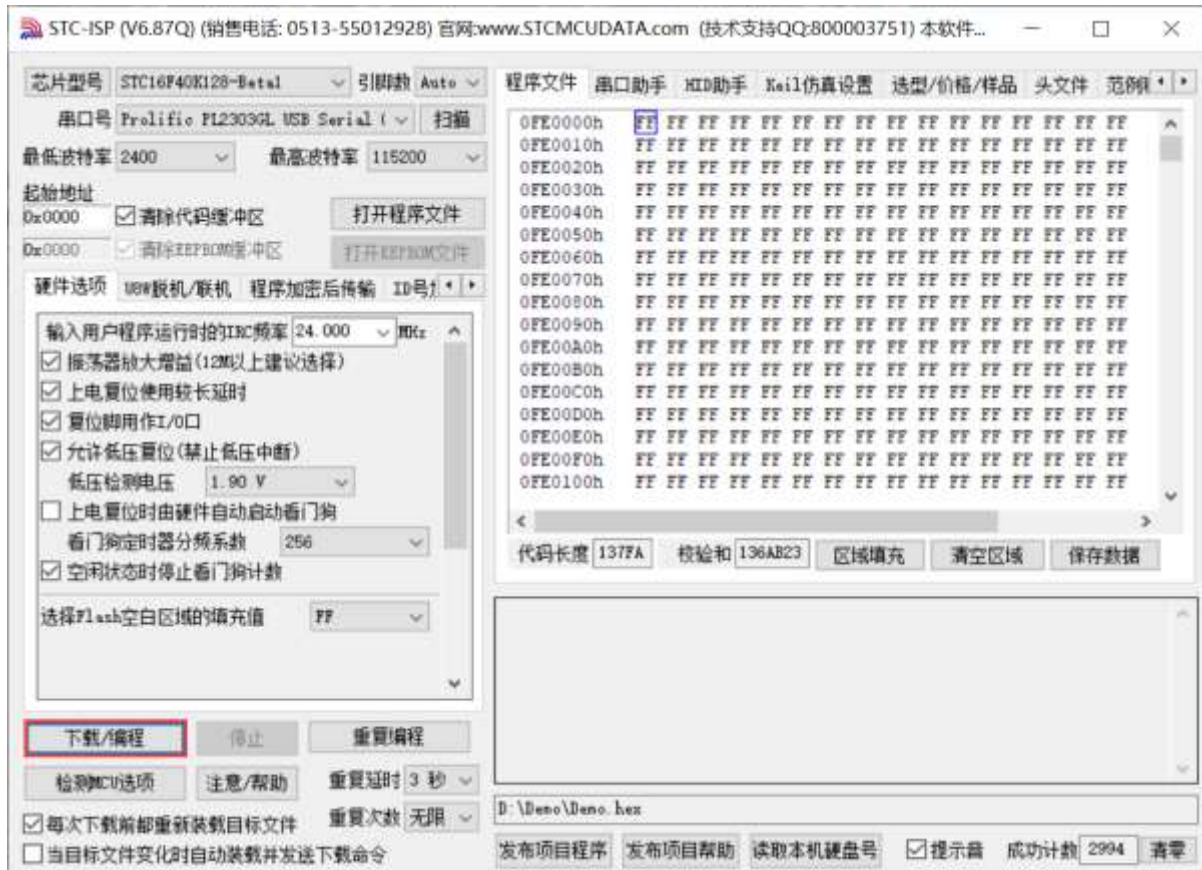 STC-ISP (V6.87Q) (销售电话: 0513-55012928) 官网:www.STCMCUDATA.com (技术支持QQ:800003751) 本软件...
芯片型号 STC16F40K128-Beta1 引脚数 Auto
串口号 Prolific PL2303GL USB Serial ( 扫描
最低波特率 2400 最高波特率 115200
起始地址
0x0000 清除代码缓冲区 打开程序文件
0x0000 清除EEPROM缓冲区 打开EEPROM文件
硬件选项 U8W脱机/联机 程序加密后传输 ID号
输入用户程序运行时的IRC频率 24.000 MHz
振荡器放大增益(12M以上建议选择)
上电复位使用较长延时
复位脚用作I/O口
允许低压复位(禁止低压中断)
低压检测电压 1.90 V
上电复位时由硬件自动启动看门狗
看门狗定时器分频系数 256
空闲状态时停止看门狗计数
选择Flash空白区域的填充值 FF
下载/编程 停止 重复编程
检测MCU选项 注意/帮助 重复延时 3 秒
每次下载前都重新装载目标文件 重复次数 无限
当目标文件变化时自动装载并发送下载命令
程序文件 串口助手 HID助手 Keil仿真设置 选型/价格/样品 头文件 范例
0FE0000h FF FF FF FF FF FF FF FF FF FF FF FF FF FF FF FF
0FE0010h FF FF FF FF FF FF FF FF FF FF FF FF FF FF FF FF
0FE0020h FF FF FF FF FF FF FF FF FF FF FF FF FF FF FF FF
0FE0030h FF FF FF FF FF FF FF FF FF FF FF FF FF FF FF FF
0FE0040h FF FF FF FF FF FF FF FF FF FF FF FF FF FF FF FF
0FE0050h FF FF FF FF FF FF FF FF FF FF FF FF FF FF FF FF
0FE0060h FF FF FF FF FF FF FF FF FF FF FF FF FF FF FF FF
0FE0070h FF FF FF FF FF FF FF FF FF FF FF FF FF FF FF FF
0FE0080h FF FF FF FF FF FF FF FF FF FF FF FF FF FF FF FF
0FE0090h FF FF FF FF FF FF FF FF FF FF FF FF FF FF FF FF
0FE00A0h FF FF FF FF FF FF FF FF FF FF FF FF FF FF FF FF
0FE00B0h FF FF FF FF FF FF FF FF FF FF FF FF FF FF FF FF
0FE00C0h FF FF FF FF FF FF FF FF FF FF FF FF FF FF FF FF
0FE00D0h FF FF FF FF FF FF FF FF FF FF FF FF FF FF FF FF
0FE00E0h FF FF FF FF FF FF FF FF FF FF FF FF FF FF FF FF
0FE00F0h FF FF FF FF FF FF FF FF FF FF FF FF FF FF FF FF
0FE0100h FF FF FF FF FF FF FF FF FF FF FF FF FF FF FF FF
代码长度 137FA 校验和 136AB23 区域填充 清空区域 保存数据
D:\Demo\Demo.hex
发布项目程序 发布项目帮助 读取本机硬盘号 提示音 成功计数 2994 清零